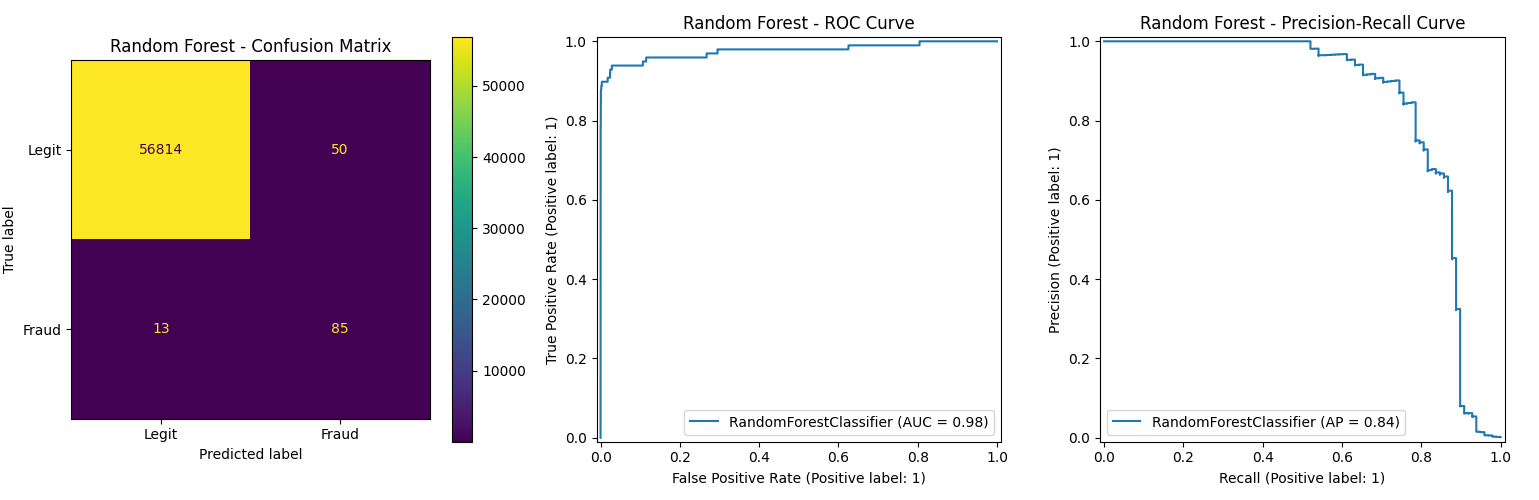 Random Forest - Confusion Matrix
True label
Legit
Fraud
56814
50
13
85
Legit
Fraud
Predicted label
50000
40000
30000
20000
10000
Random Forest - ROC Curve
True Positive Rate (Positive label: 1)
1.0
0.8
0.6
0.4
0.2
0.0
RandomForestClassifier (AUC = 0.98)
0.0 0.2 0.4 0.6 0.8 1.0
False Positive Rate (Positive label: 1)
Random Forest - Precision-Recall Curve
Precision (Positive label: 1)
1.0
0.8
0.6
0.4
0.2
0.0
RandomForestClassifier (AP = 0.84)
0.0 0.2 0.4 0.6 0.8 1.0
Recall (Positive label: 1)